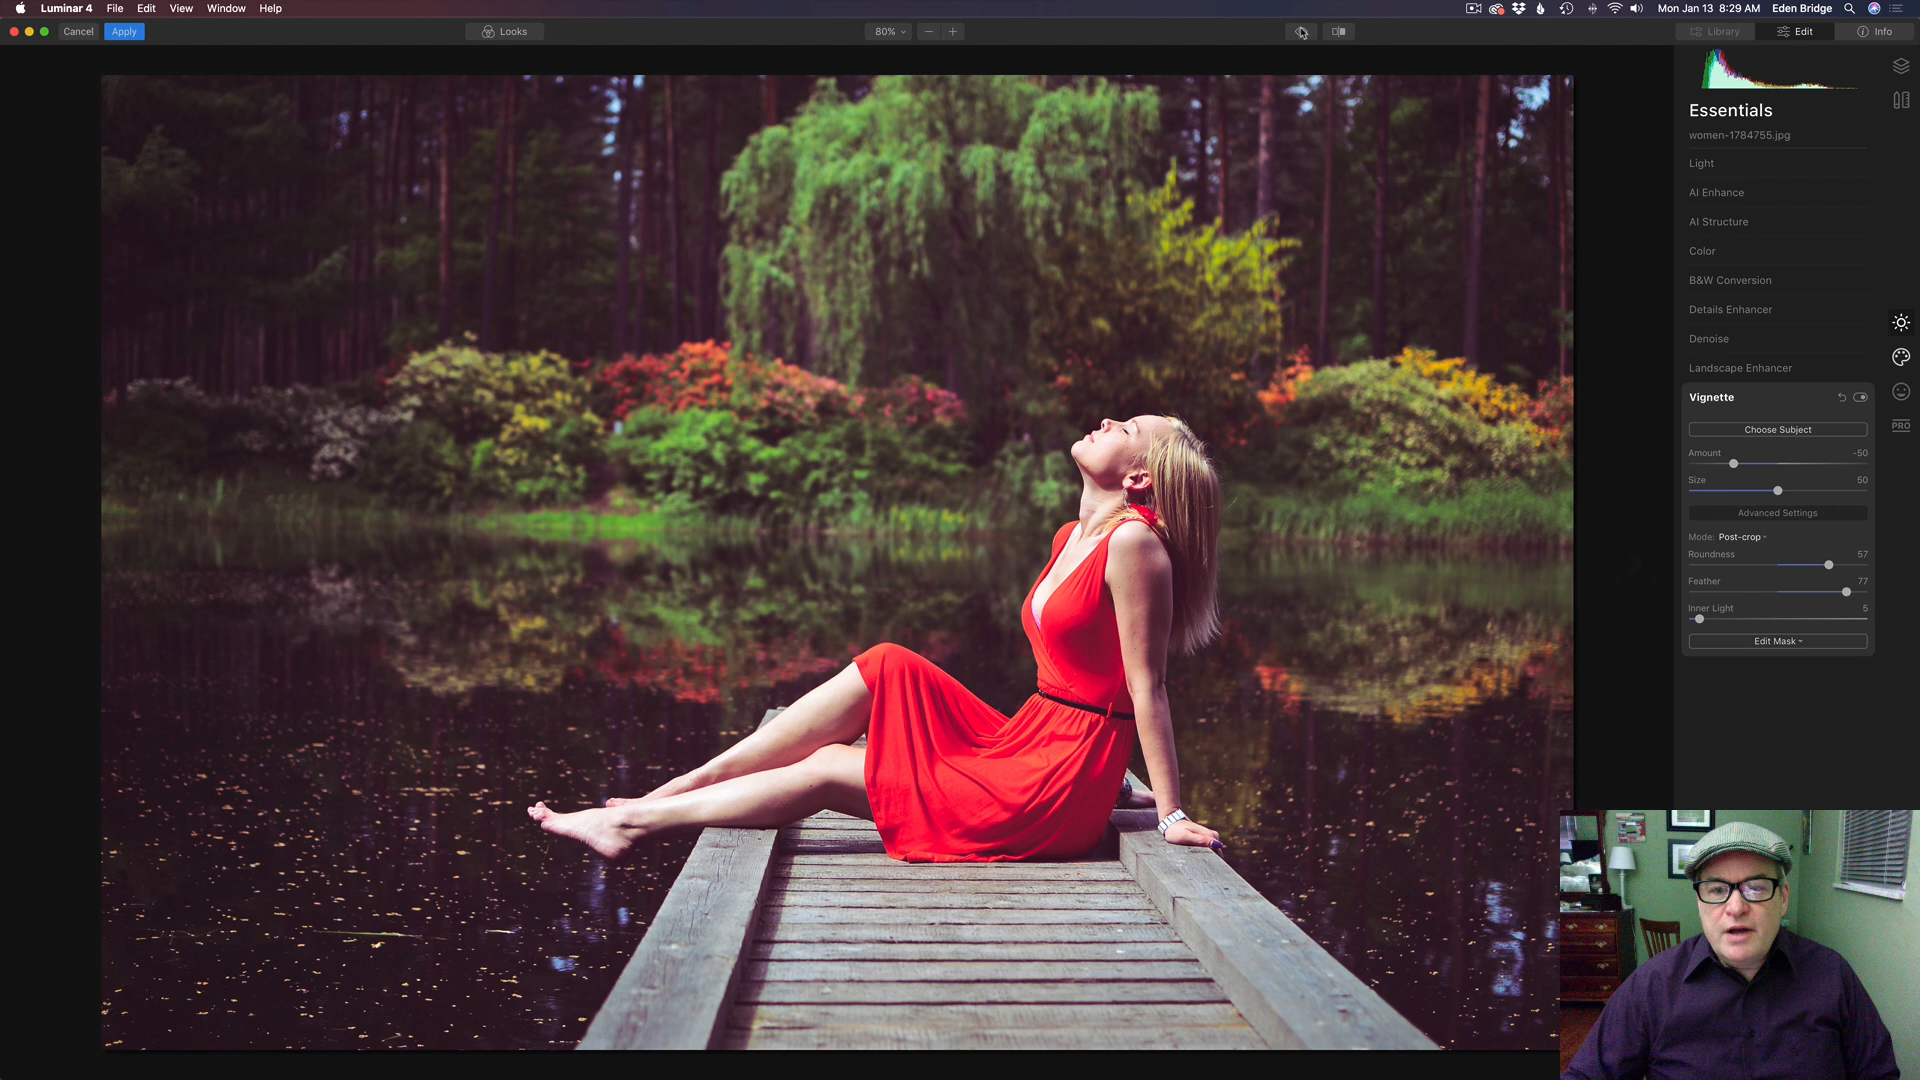 Luminar 4 File Edit View Window Help Mon Jan 13 8:29 AM Eden Bridge
Cancel Apply Looks 80% Library Edit Info
Essentials
women-1784755.jpg
Light
AI Enhance
AI Structure
Color
B&W Conversion
Details Enhancer
Denoise
Landscape Enhancer
Vignette
Choose Subject
Amount -50
Size 50
Advanced Settings
Mode: Post-crop
Roundness 57
Feather 77
Inner Light 5
Edit Mask
PRO